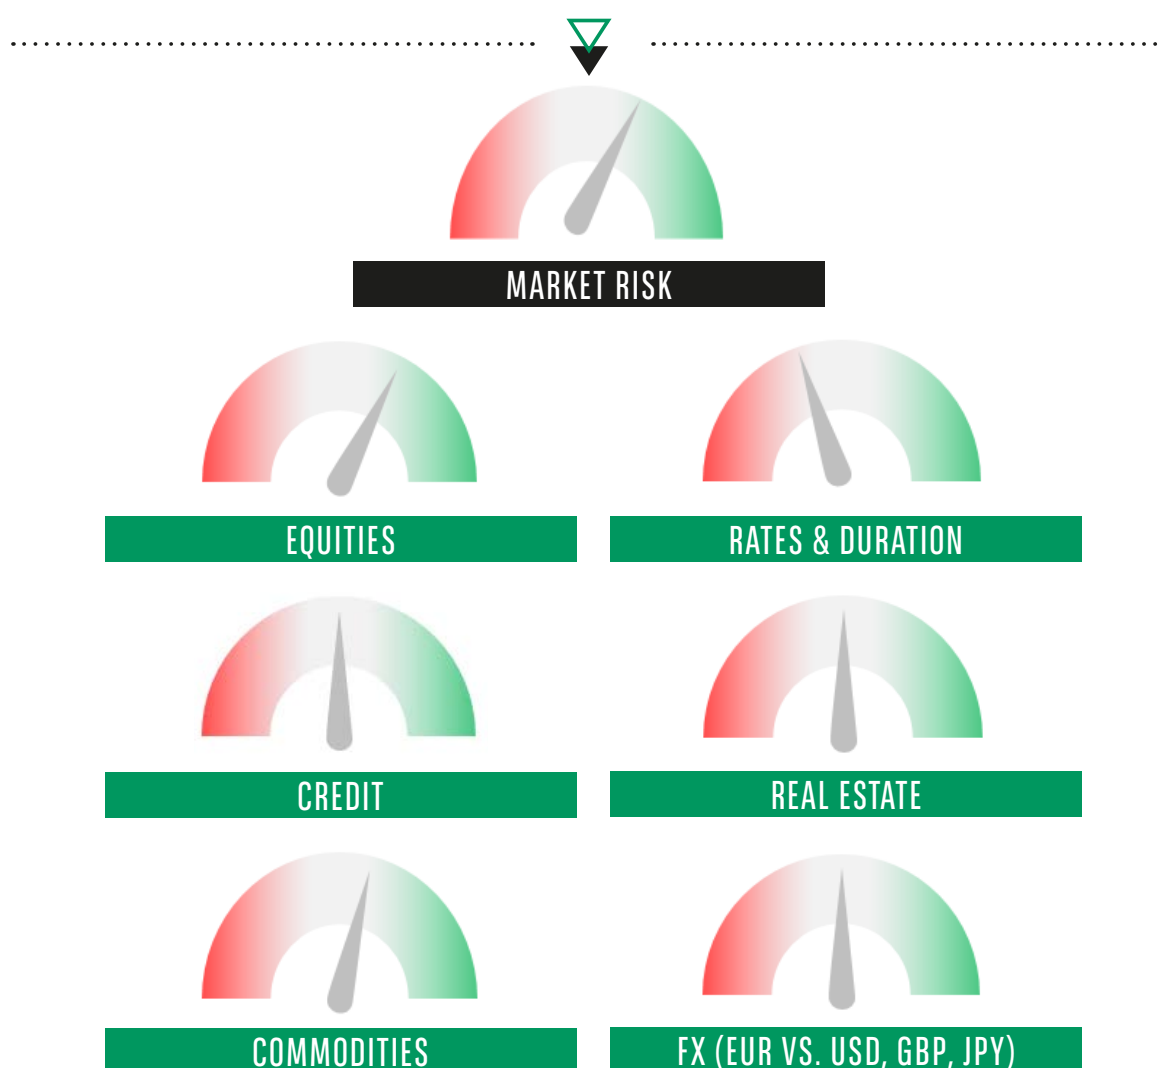 MARKET RISK
EQUITIES
RATES & DURATION
CREDIT
REAL ESTATE
COMMODITIES
FX (EUR VS. USD, GBP, JPY)